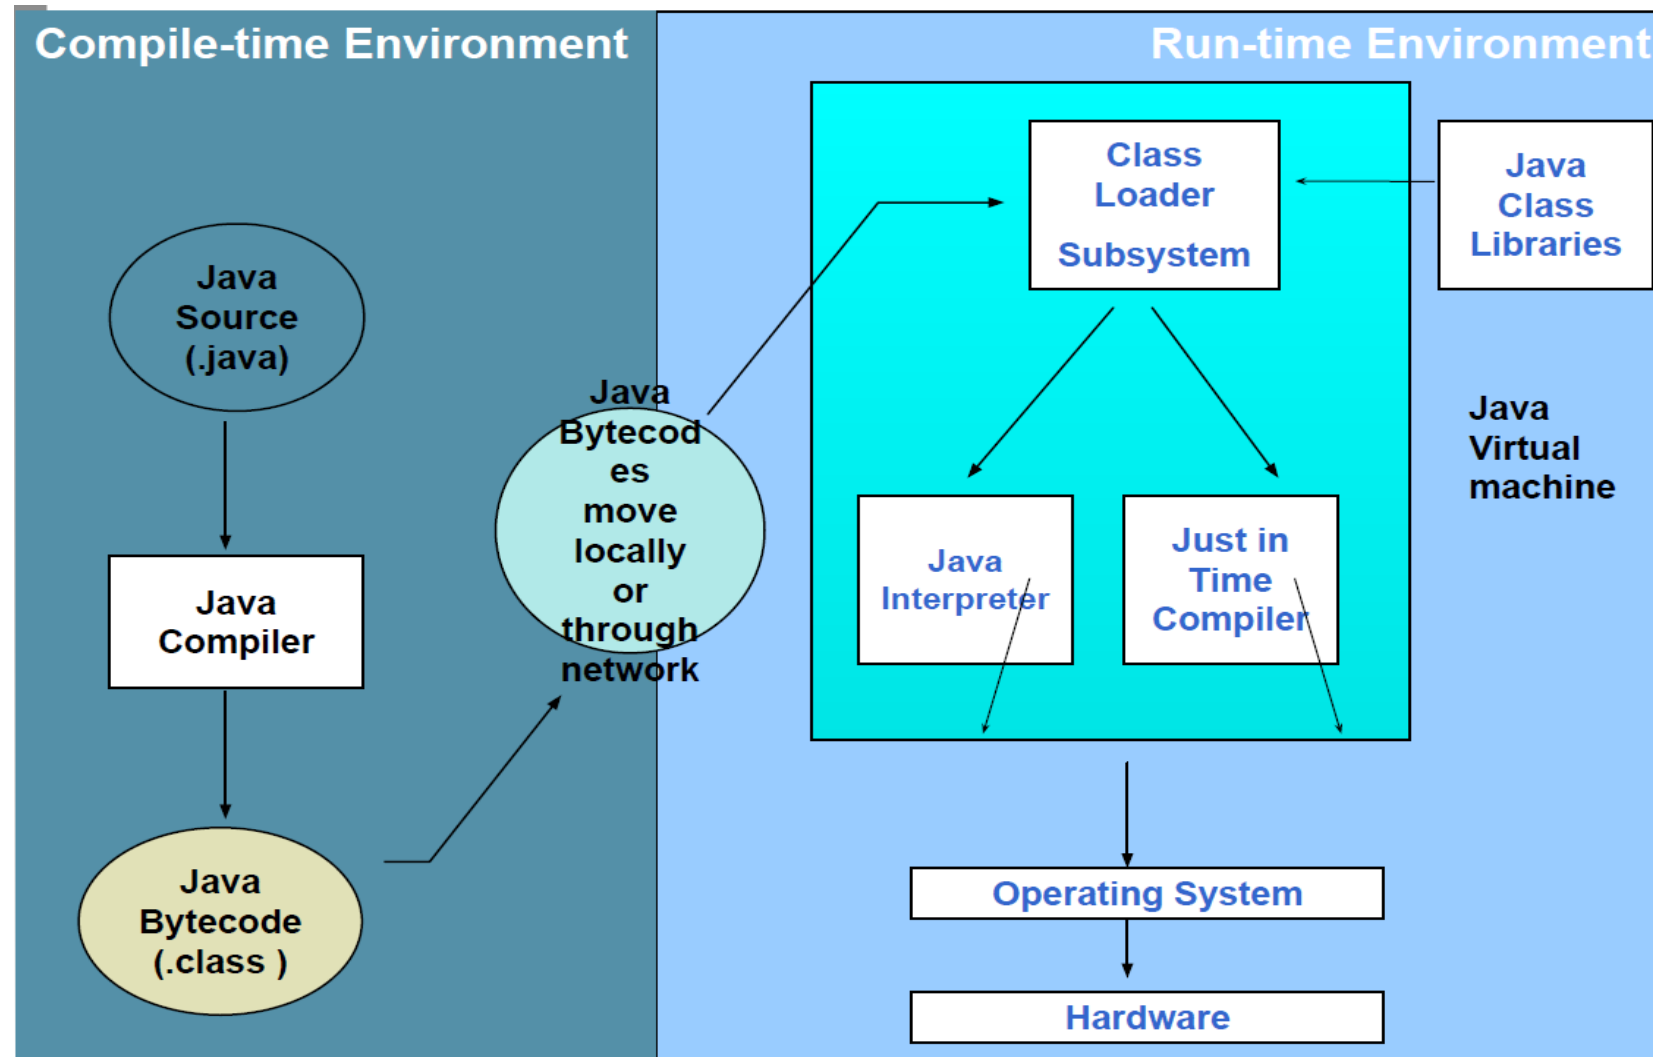 Compile-time Environment
Run-time Environment
Java
Source
(.java)
Java
Compiler
Java
Bytecode
(.class )
Java
Bytecod
es
move
locally
or
through
network
Class
Loader
Subsystem
Java
Class
Libraries
Java
Interpreter
Just in
Time
Compiler
Java
Virtual
machine
Operating System
Hardware